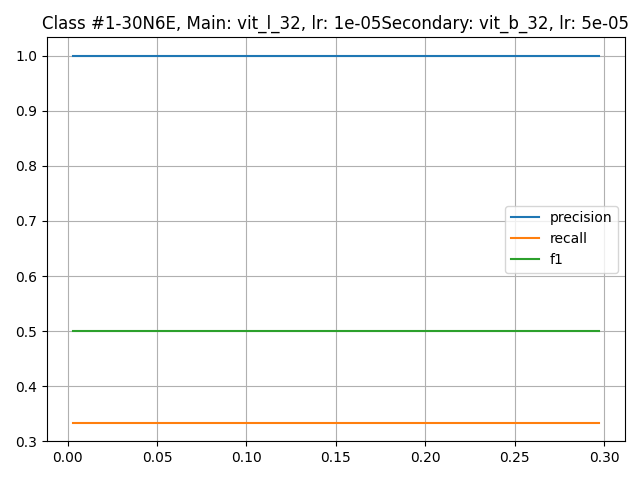 Class #1-30N6E, Main: vit_l_32, lr: 1e-05Secondary: vit_b_32, lr: 5e-05
1.0
0.9
0.8
0.7
0.6
0.5
0.4
0.3
precision
recall
f1
0.00 0.05 0.10 0.15 0.20 0.25 0.30